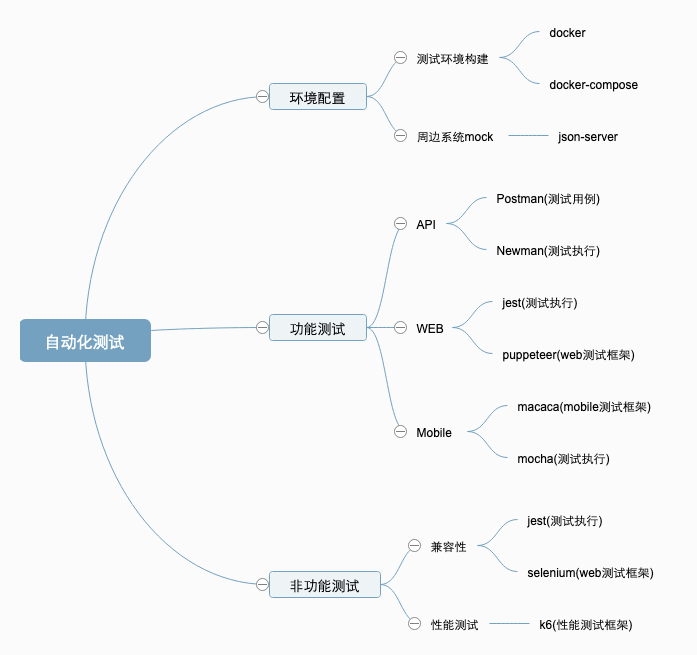 自动化测试
环境配置
测试环境构建
docker
docker-compose
周边系统mock
json-server
功能测试
API
Postman(测试用例)
Newman(测试执行)
WEB
jest(测试执行)
puppeteer(web测试框架)
Mobile
macaca(mobile测试框架)
mocha(测试执行)
非功能测试
兼容性
jest(测试执行)
selenium(web测试框架)
性能测试
k6(性能测试框架)